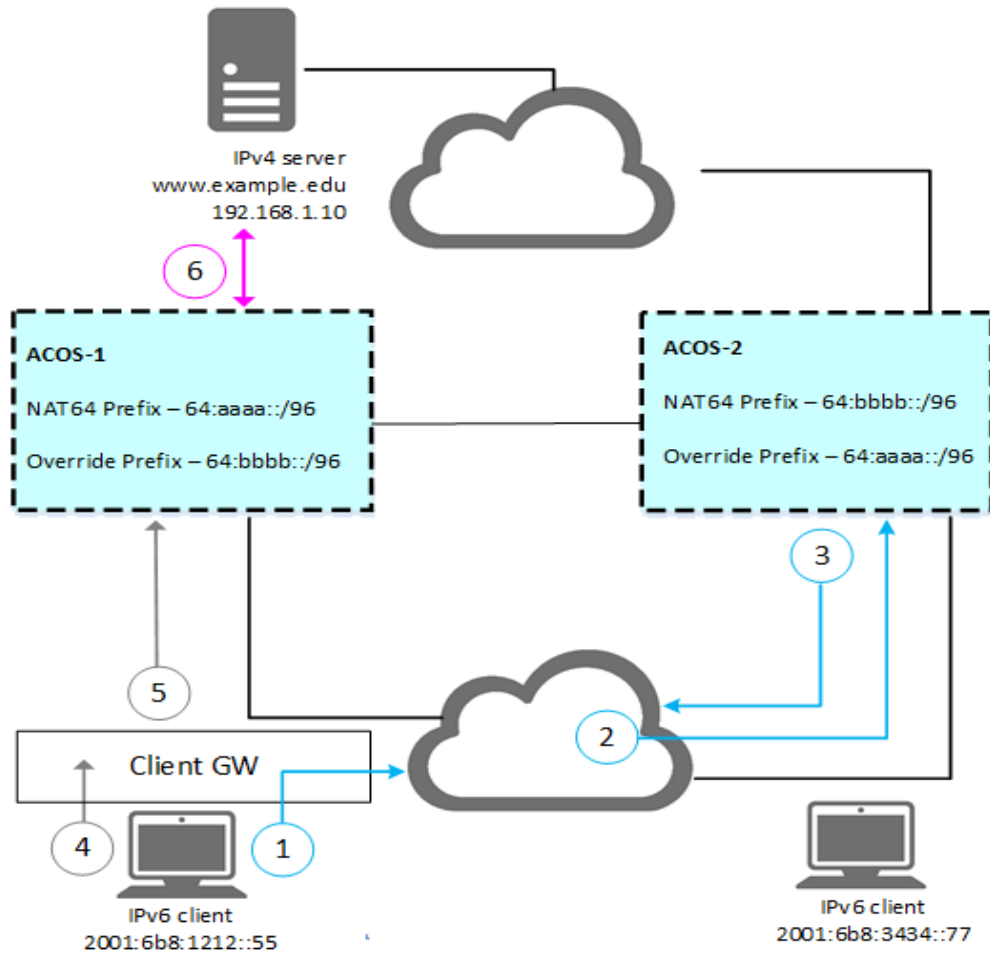 IPv4 server
www.example.edu
192.168.1.10
6
ACOS-1
NAT64 Prefix – 64:aaaa::/96
Override Prefix – 64:bbbb::/96
ACOS-2
NAT64 Prefix – 64:bbbb::/96
Override Prefix – 64:aaaa::/96
3
5
2
Client GW
4
1
IPv6 client
2001:6b8:1212::55
IPv6 client
2001:6b8:3434::77